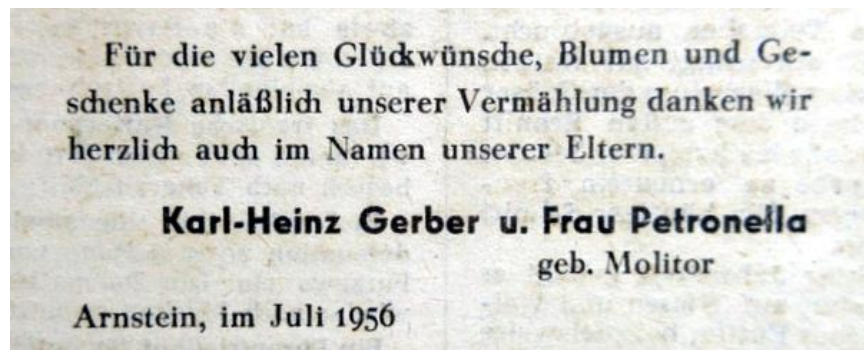 Für die vielen Glückwünsche, Blumen und Ge-
schenke anläßlich unserer Vermählung danken wir
herzlich auch im Namen unserer Eltern.
Karl-Heinz Gerber u. Frau Petronella
geb. Molitor
Arnstein, im Juli 1956